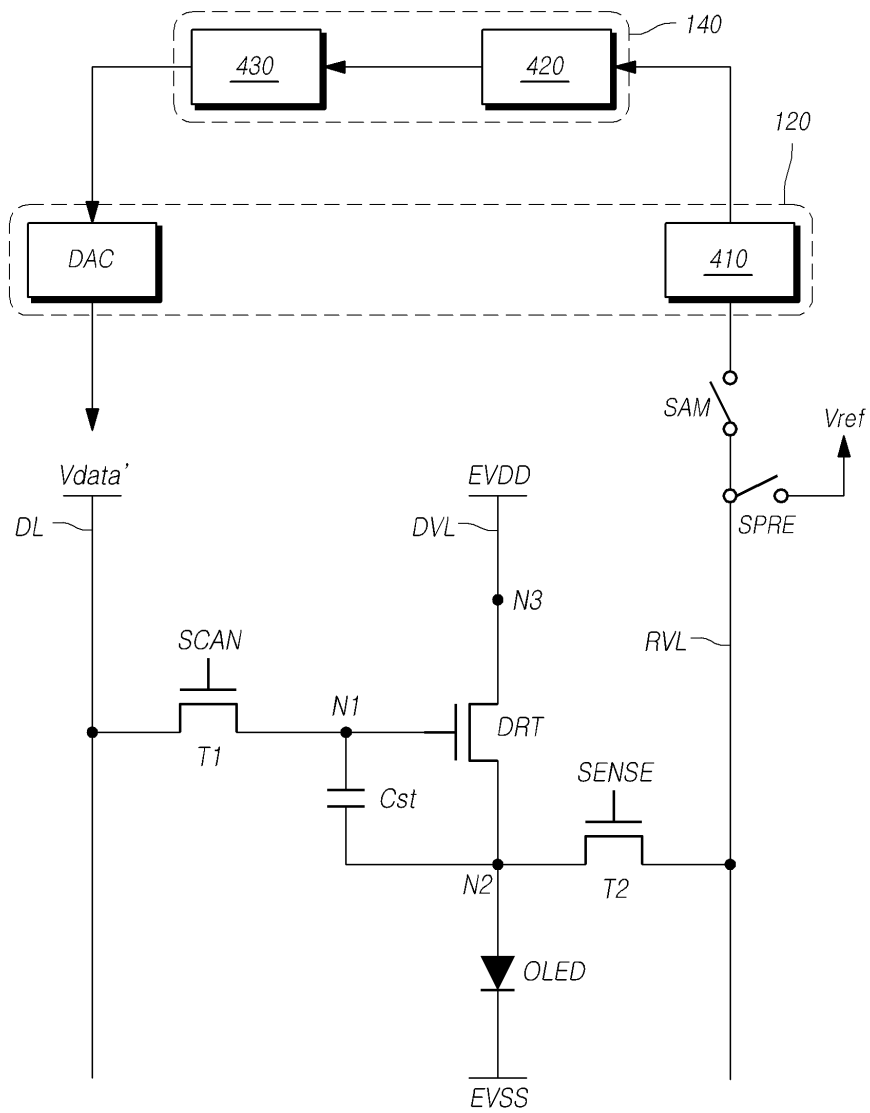 140
430
420
120
DAC
410
SAM
Vref
Vdata'
EVDD
SPRE
DL
DVL
N3
SCAN
RVL
N1
DRT
T1
SENSE
Cst
N2
T2
OLED
EVSS